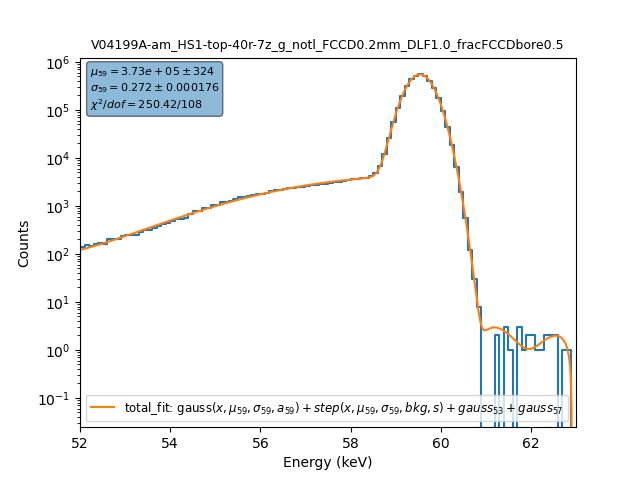 V04199A-am_HS1-top-40r-7z_g_notl_FCCD0.2mm_DLF1.0_fracFCCDbore0.5
μ₅₉ = 3.73e + 05 ± 324
σ₅₉ = 0.272 ± 0.000176
χ²/dof = 250.42/108
10⁶
10⁵
10⁴
10³
10²
10¹
10⁰
10⁻¹
Counts
total_fit: gauss(x, μ₅₉, σ₅₉, a₅₉) + step(x, μ₅₉, σ₅₉, bkg, s) + gauss₅₃ + gauss₅₇
52 54 56 58 60 62
Energy (keV)